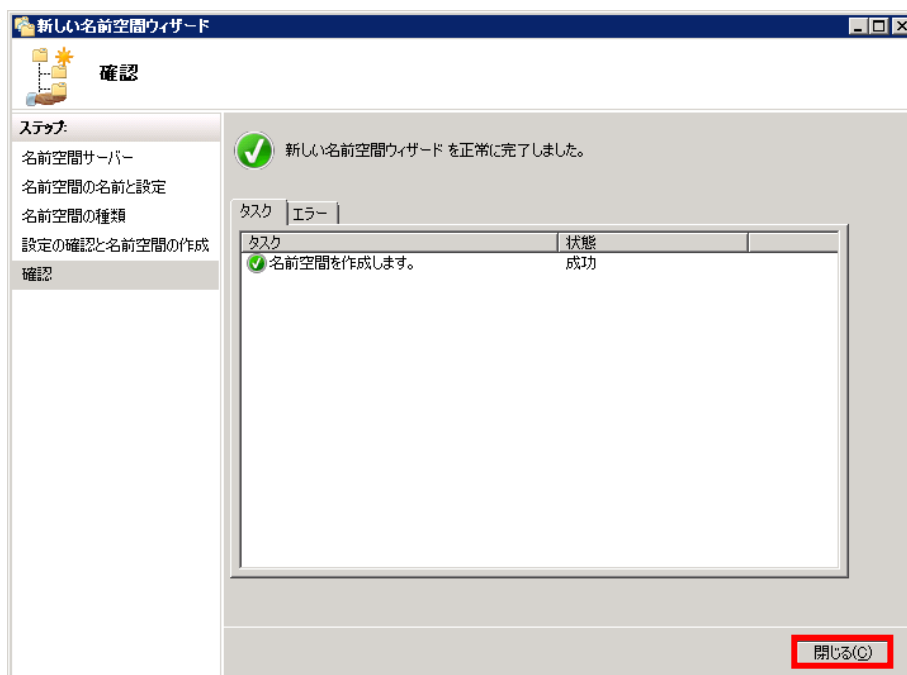 新しい名前空間ウィザード
確認
ステップ:
名前空間サーバー
名前空間の名前と設定
名前空間の種類
設定の確認と名前空間の作成
確認
新しい名前空間ウィザード を正常に完了しました。
タスク エラー
タスク 状態
名前空間を作成します。 成功
閉じる(C)